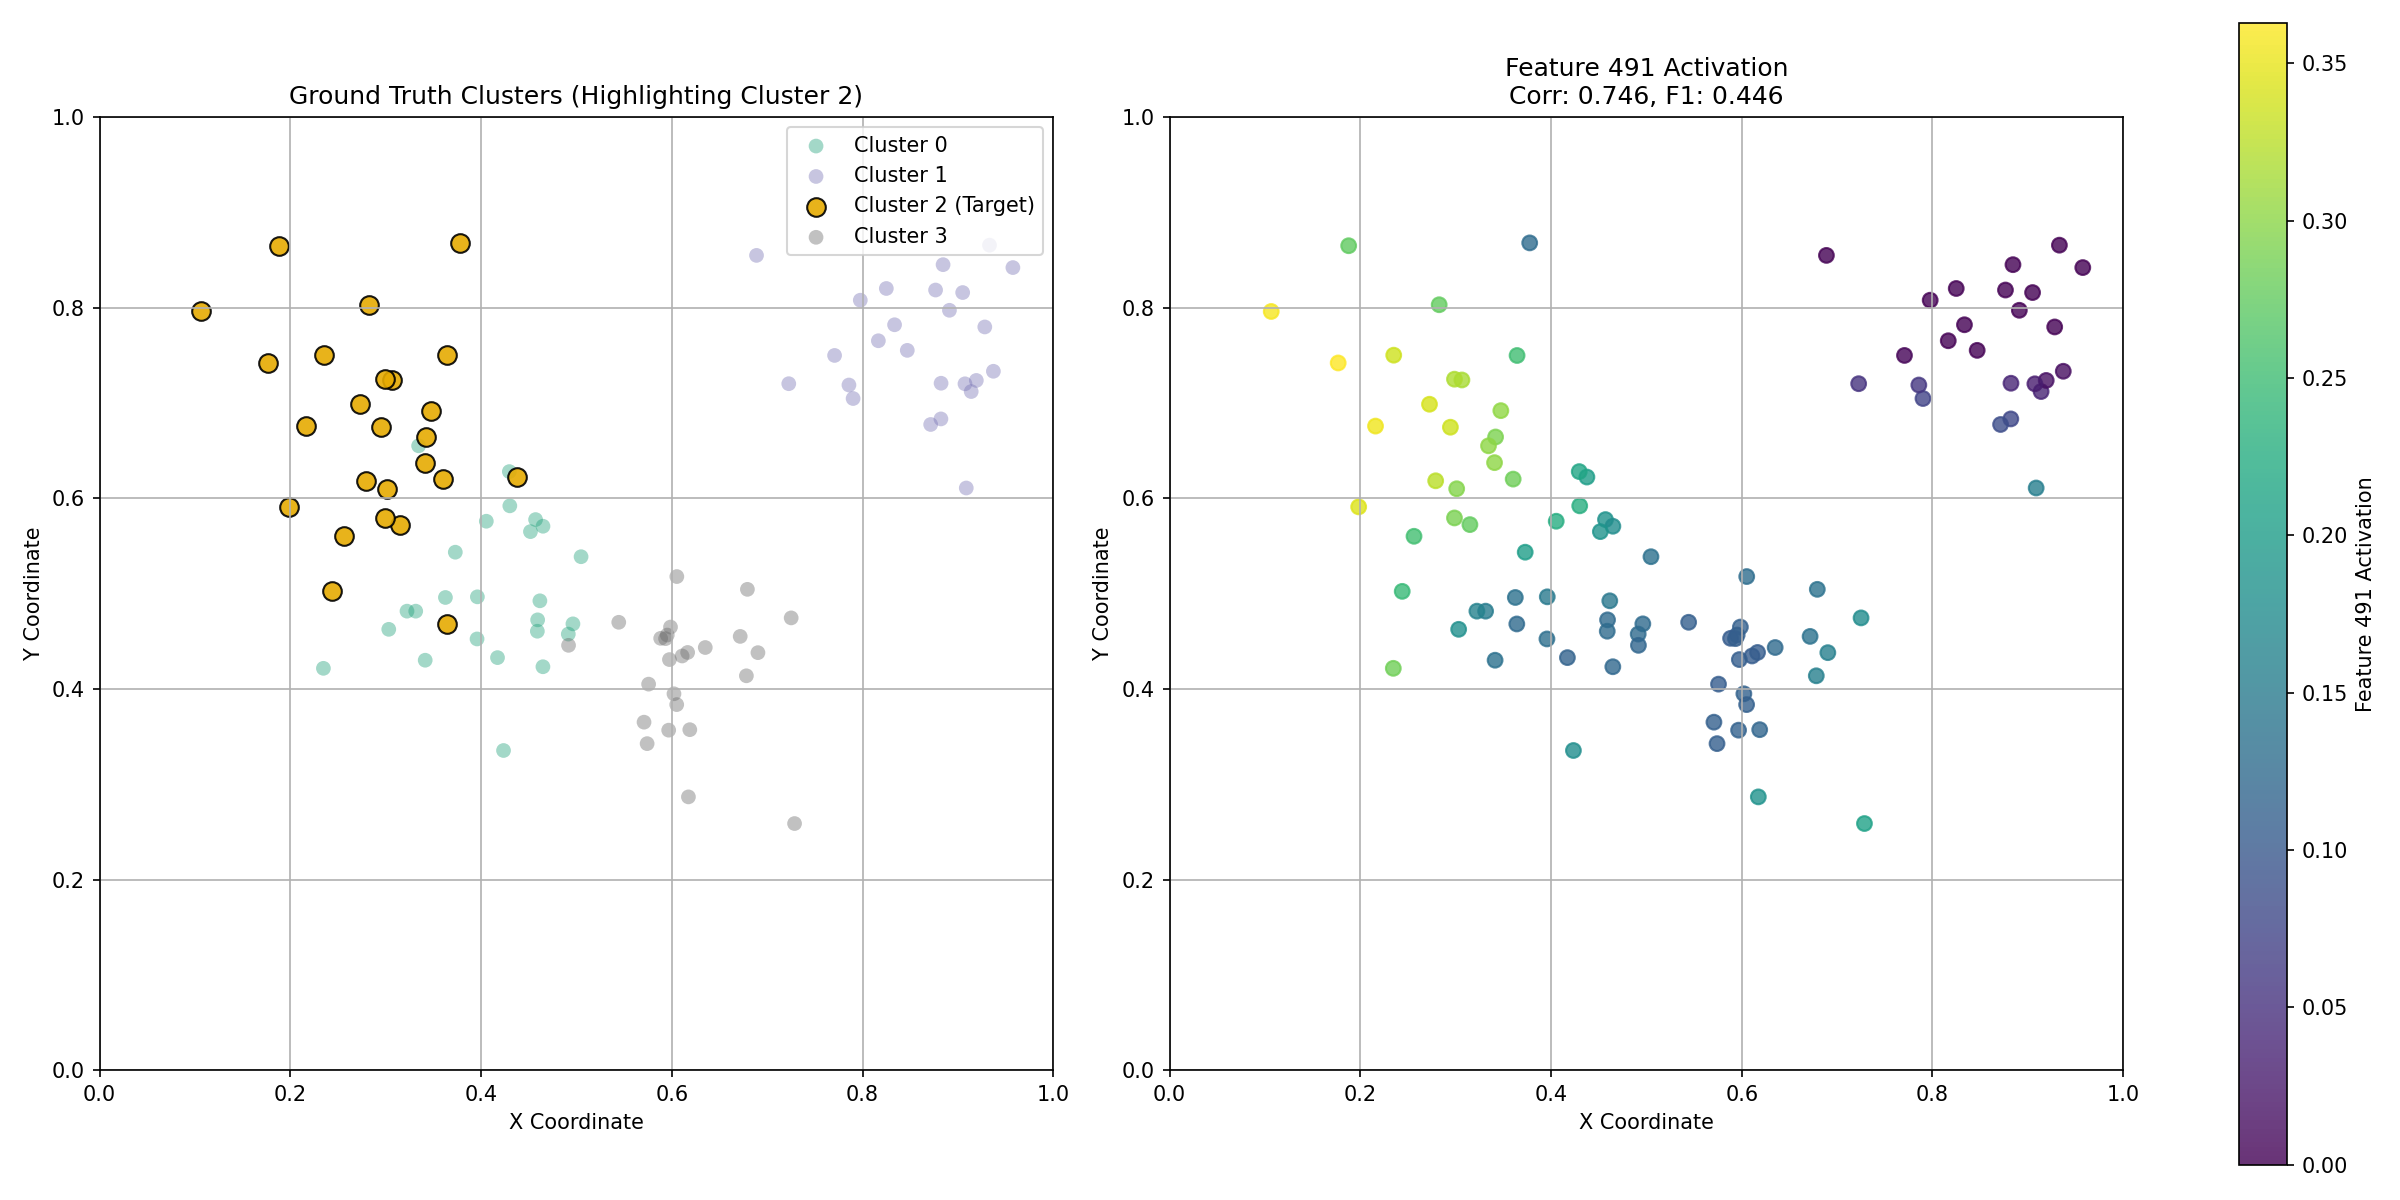 Ground Truth Clusters (Highlighting Cluster 2)
Cluster 0
Cluster 1
Cluster 2 (Target)
Cluster 3
1.0
0.8
0.6
0.4
0.2
0.0
Y Coordinate
0.0 0.2 0.4 0.6 0.8 1.0
X Coordinate
Feature 491 Activation
Corr: 0.746, F1: 0.446
1.0
0.8
0.6
0.4
0.2
0.0
Y Coordinate
0.0 0.2 0.4 0.6 0.8 1.0
X Coordinate
0.35
0.30
0.25
0.20
0.15
0.10
0.05
0.00
Feature 491 Activation